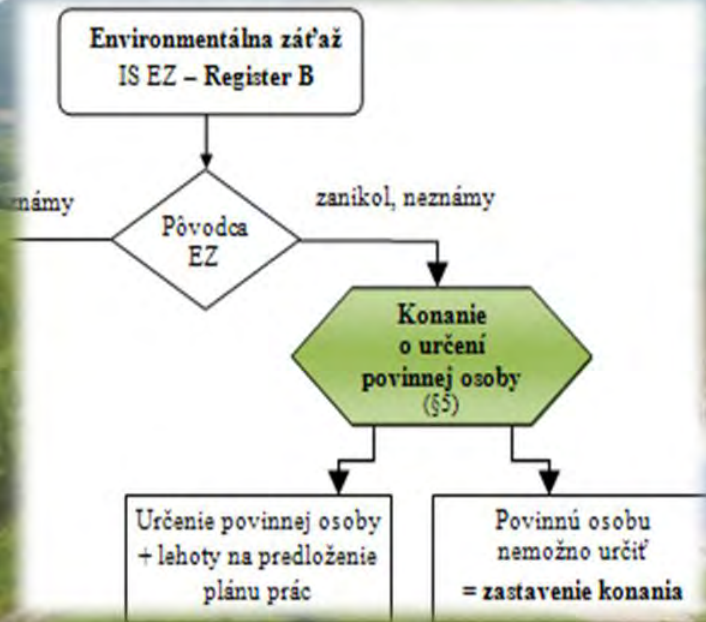 Environmentálna záťaž
IS EZ – Register B
zanikol, neznámy
Pôvodca
EZ
Konanie
o určení
povinnej osoby
(§5)
Určenie povinnej osoby
+ lehoty na predloženie
plánu prác
Povinnú osobu
nemožno určiť
= zastavenie konania